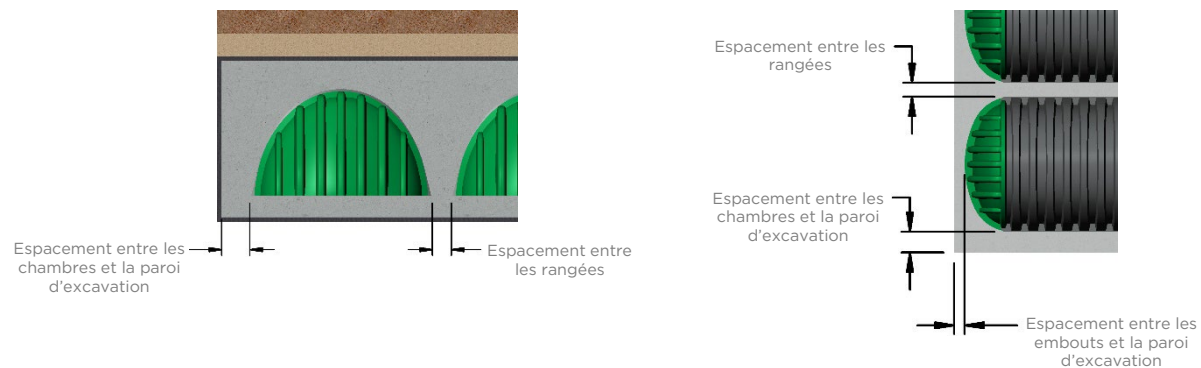 Espacement entre les
chambres et la paroi
d'excavation
Espacement entre
les rangées
Espacement entre les
rangées
Espacement entre les
chambres et la paroi
d'excavation
Espacement entre les
embouts et la paroi
d'excavation